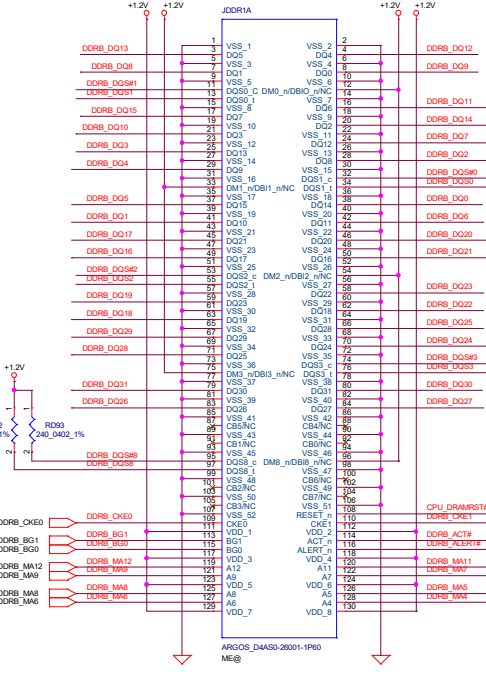 +1.2V +1.2V JDDR1A +1.2V +1.2V
1 VSS_1 VSS_2 2
DDRB_DQ13 3 DQ5 DQ4 4 DDRB_DQ12
5 VSS_3 VSS_4 6
DDRB_DQ8 7 DQ1 DQ0 8 DDRB_DQ9
9 VSS_5 VSS_6 10
DDRB_DQS#1 11 DQS0_C DM0_n/DBIO_n/NC 12
DDRB_DQS1 13 DQS0_t VSS_7 14
15 VSS_8 DQ6 16 DDRB_DQ11
DDRB_DQ15 17 DQ7 VSS_9 18
19 VSS_10 DQ2 20 DDRB_DQ14
DDRB_DQ10 21 DQ3 VSS_11 22
23 VSS_12 DQ12 24 DDRB_DQ7
DDRB_DQ3 25 DQ13 VSS_13 26
27 VSS_14 DQ8 28 DDRB_DQ2
DDRB_DQ4 29 DQ9 VSS_15 30
31 VSS_16 DQS1_c 32 DDRB_DQS#0
33 DM1_n/DBI1_n/NC DQS1_t 34 DDRB_DQS0
35 VSS_17 VSS_18 36
DDRB_DQ5 37 DQ15 DQ14 38 DDRB_DQ0
39 VSS_19 VSS_20 40
DDRB_DQ1 41 DQ10 DQ11 42 DDRB_DQ6
43 VSS_21 VSS_22 44
DDRB_DQ17 45 DQ21 DQ20 46 DDRB_DQ20
47 VSS_23 VSS_24 48
DDRB_DQ16 49 DQ17 DQ16 50 DDRB_DQ21
51 VSS_25 VSS_26 52
DDRB_DQS#2 53 DQS2_c DM2_n/DBI2_n/NC 54
DDRB_DQS2 55 DQS2_t VSS_27 56
57 VSS_28 DQ22 58 DDRB_DQ23
DDRB_DQ19 59 DQ23 VSS_29 60
61 VSS_30 DQ18 62 DDRB_DQ22
DDRB_DQ18 63 DQ19 VSS_31 64
65 VSS_32 DQ28 66 DDRB_DQ25
DDRB_DQ29 67 DQ29 VSS_33 68
69 VSS_34 DQ24 70 DDRB_DQ24
DDRB_DQ28 71 DQ25 VSS_35 72
73 VSS_36 DQS3_c 74 DDRB_DQS#3
+1.2V 75 DM3_n/DBI3_n/NC DQS3_t 76 DDRB_DQS3
77 VSS_37 VSS_38 78
DDRB_DQ31 79 DQ30 DQ31 80 DDRB_DQ30
81 VSS_39 VSS_40 82
DDRB_DQ26 83 DQ26 DQ27 84 DDRB_DQ27
1 1 85 VSS_41 VSS_42 86
2 RD93 87 CB5/NC CB4/NC 88
1% 240_0402_1% 89 VSS_43 VSS_44 90
91 CB1/NC CB0/NC 92
2 2 93 VSS_45 VSS_46 94
DDRB_DQS#8 95 DQS8_c DM8_n/DBI8_n/NC 96
DDRB_DQS8 97 DQS8_t VSS_47 98
99 VSS_48 CB6/NC 100
101 CB2/NC VSS_49 102
103 VSS_50 CB7/NC 104
105 CB3/NC VSS_51 106
107 VSS_52 RESET_n 108 CPU_DRAMRST#
DDRB_CKE0 DDRB_CKE0 109 CKE0 CKE1 110 DDRB_CKE1
111 VDD_1 VDD_2 112
DDRB_BG1 DDRB_BG1 113 BG1 ACT_n 114 DDRB_ACT#
DDRB_BG0 DDRB_BG0 115 BG0 ALERT_n 116 DDRB_ALERT#
117 VDD_3 VDD_4 118
DDRB_MA12 DDRB_MA12 119 A12 A11 120 DDRB_MA11
DDRB_MA9 DDRB_MA9 121 A9 A7 122 DDRB_MA7
123 VDD_5 VDD_6 124
DDRB_MA8 DDRB_MA8 125 A8 A5 126 DDRB_MA5
DDRB_MA6 DDRB_MA6 127 A6 A4 128 DDRB_MA4
129 VDD_7 VDD_8 130
ARGOS_D4AS0-26001-1P60
ME@